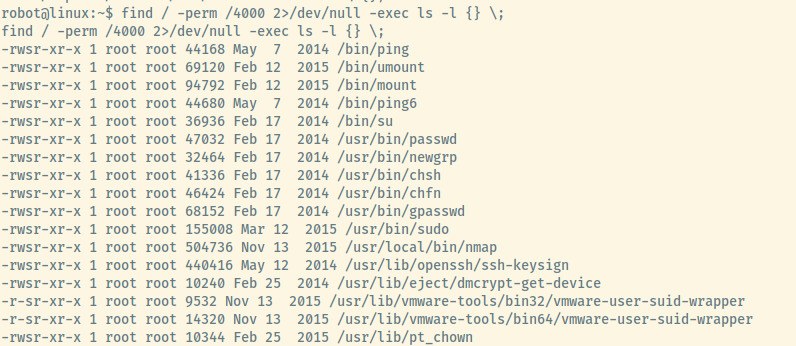 robot@linux:~$ find / -perm /4000 2>/dev/null -exec ls -l {} \;
find / -perm /4000 2>/dev/null -exec ls -l {} \;
-rwsr-xr-x 1 root root 44168 May  7  2014 /bin/ping
-rwsr-xr-x 1 root root 69120 Feb 12  2015 /bin/umount
-rwsr-xr-x 1 root root 94792 Feb 12  2015 /bin/mount
-rwsr-xr-x 1 root root 44680 May  7  2014 /bin/ping6
-rwsr-xr-x 1 root root 36936 Feb 17  2014 /bin/su
-rwsr-xr-x 1 root root 47032 Feb 17  2014 /usr/bin/passwd
-rwsr-xr-x 1 root root 32464 Feb 17  2014 /usr/bin/newgrp
-rwsr-xr-x 1 root root 41336 Feb 17  2014 /usr/bin/chsh
-rwsr-xr-x 1 root root 46424 Feb 17  2014 /usr/bin/chfn
-rwsr-xr-x 1 root root 68152 Feb 17  2014 /usr/bin/gpasswd
-rwsr-xr-x 1 root root 155008 Mar 12  2015 /usr/bin/sudo
-rwsr-xr-x 1 root root 504736 Nov 13  2015 /usr/local/bin/nmap
-rwsr-xr-x 1 root root 440416 May 12  2014 /usr/lib/openssh/ssh-keysign
-rwsr-xr-x 1 root root 10240 Feb 25  2014 /usr/lib/eject/dmcrypt-get-device
-r-sr-xr-x 1 root root 9532 Nov 13  2015 /usr/lib/vmware-tools/bin32/vmware-user-suid-wrapper
-r-sr-xr-x 1 root root 14320 Nov 13  2015 /usr/lib/vmware-tools/bin64/vmware-user-suid-wrapper
-rwsr-xr-x 1 root root 10344 Feb 25  2015 /usr/lib/pt_chown